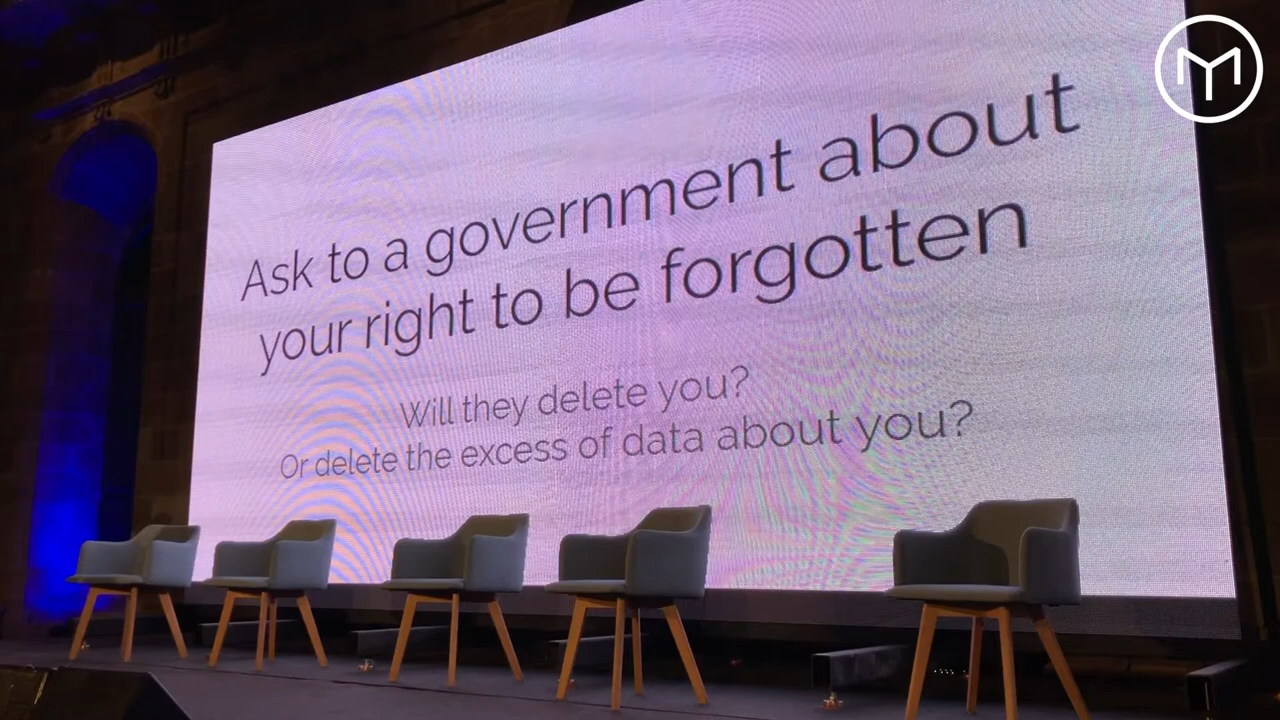 Ask to a government about
your right to be forgotten
Will they delete you?
Or delete the excess of data about you?